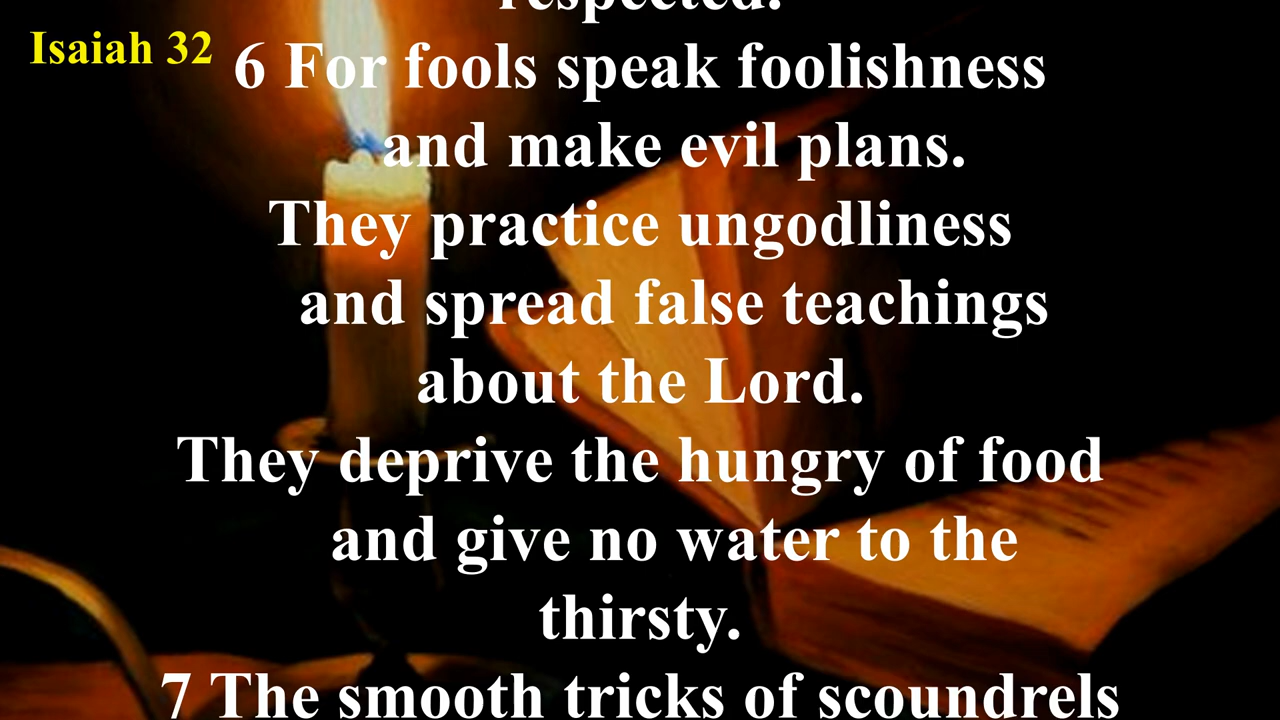 respected.
Isaiah 32
6 For fools speak foolishness
and make evil plans.
They practice ungodliness
and spread false teachings
about the Lord.
They deprive the hungry of food
and give no water to the
thirsty.
7 The smooth tricks of scoundrels